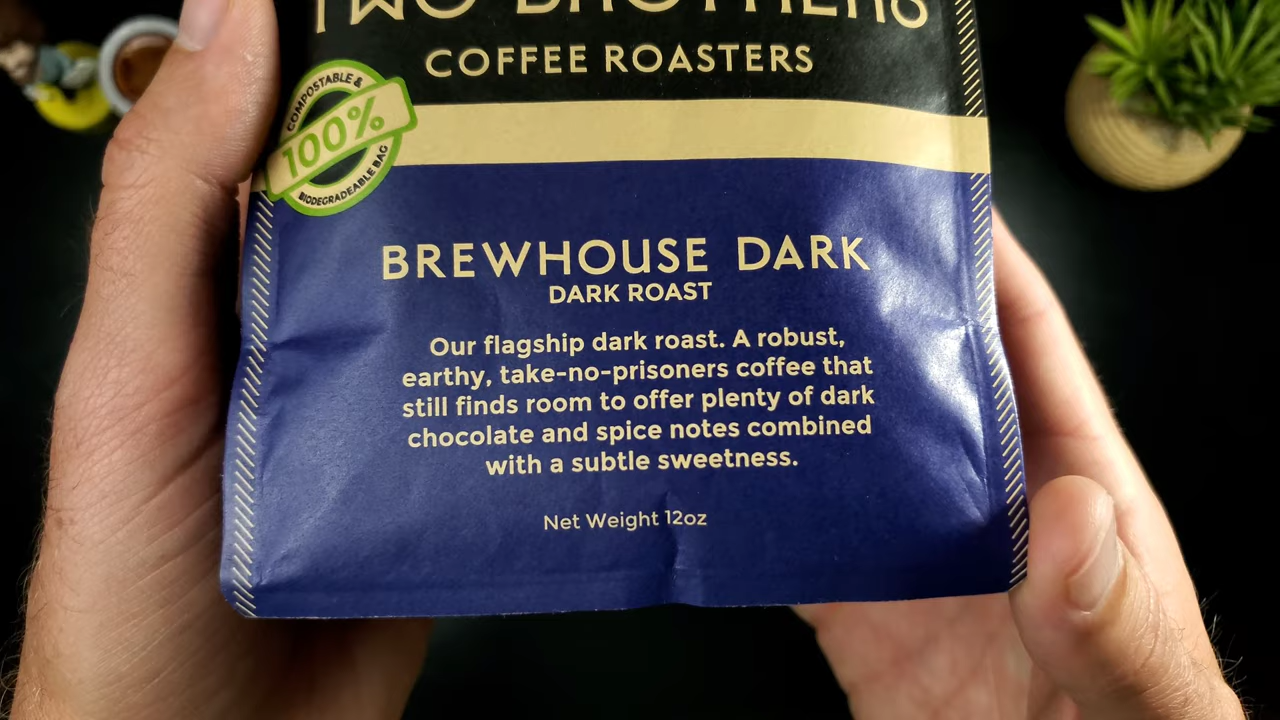 TWO BROTHERS
COFFEE ROASTERS
COMPOSTABLE &
100%
BIODEGRADEABLE BAG
BREWHOUSE DARK
DARK ROAST
Our flagship dark roast. A robust,
earthy, take-no-prisoners coffee that
still finds room to offer plenty of dark
chocolate and spice notes combined
with a subtle sweetness.
Net Weight 12oz